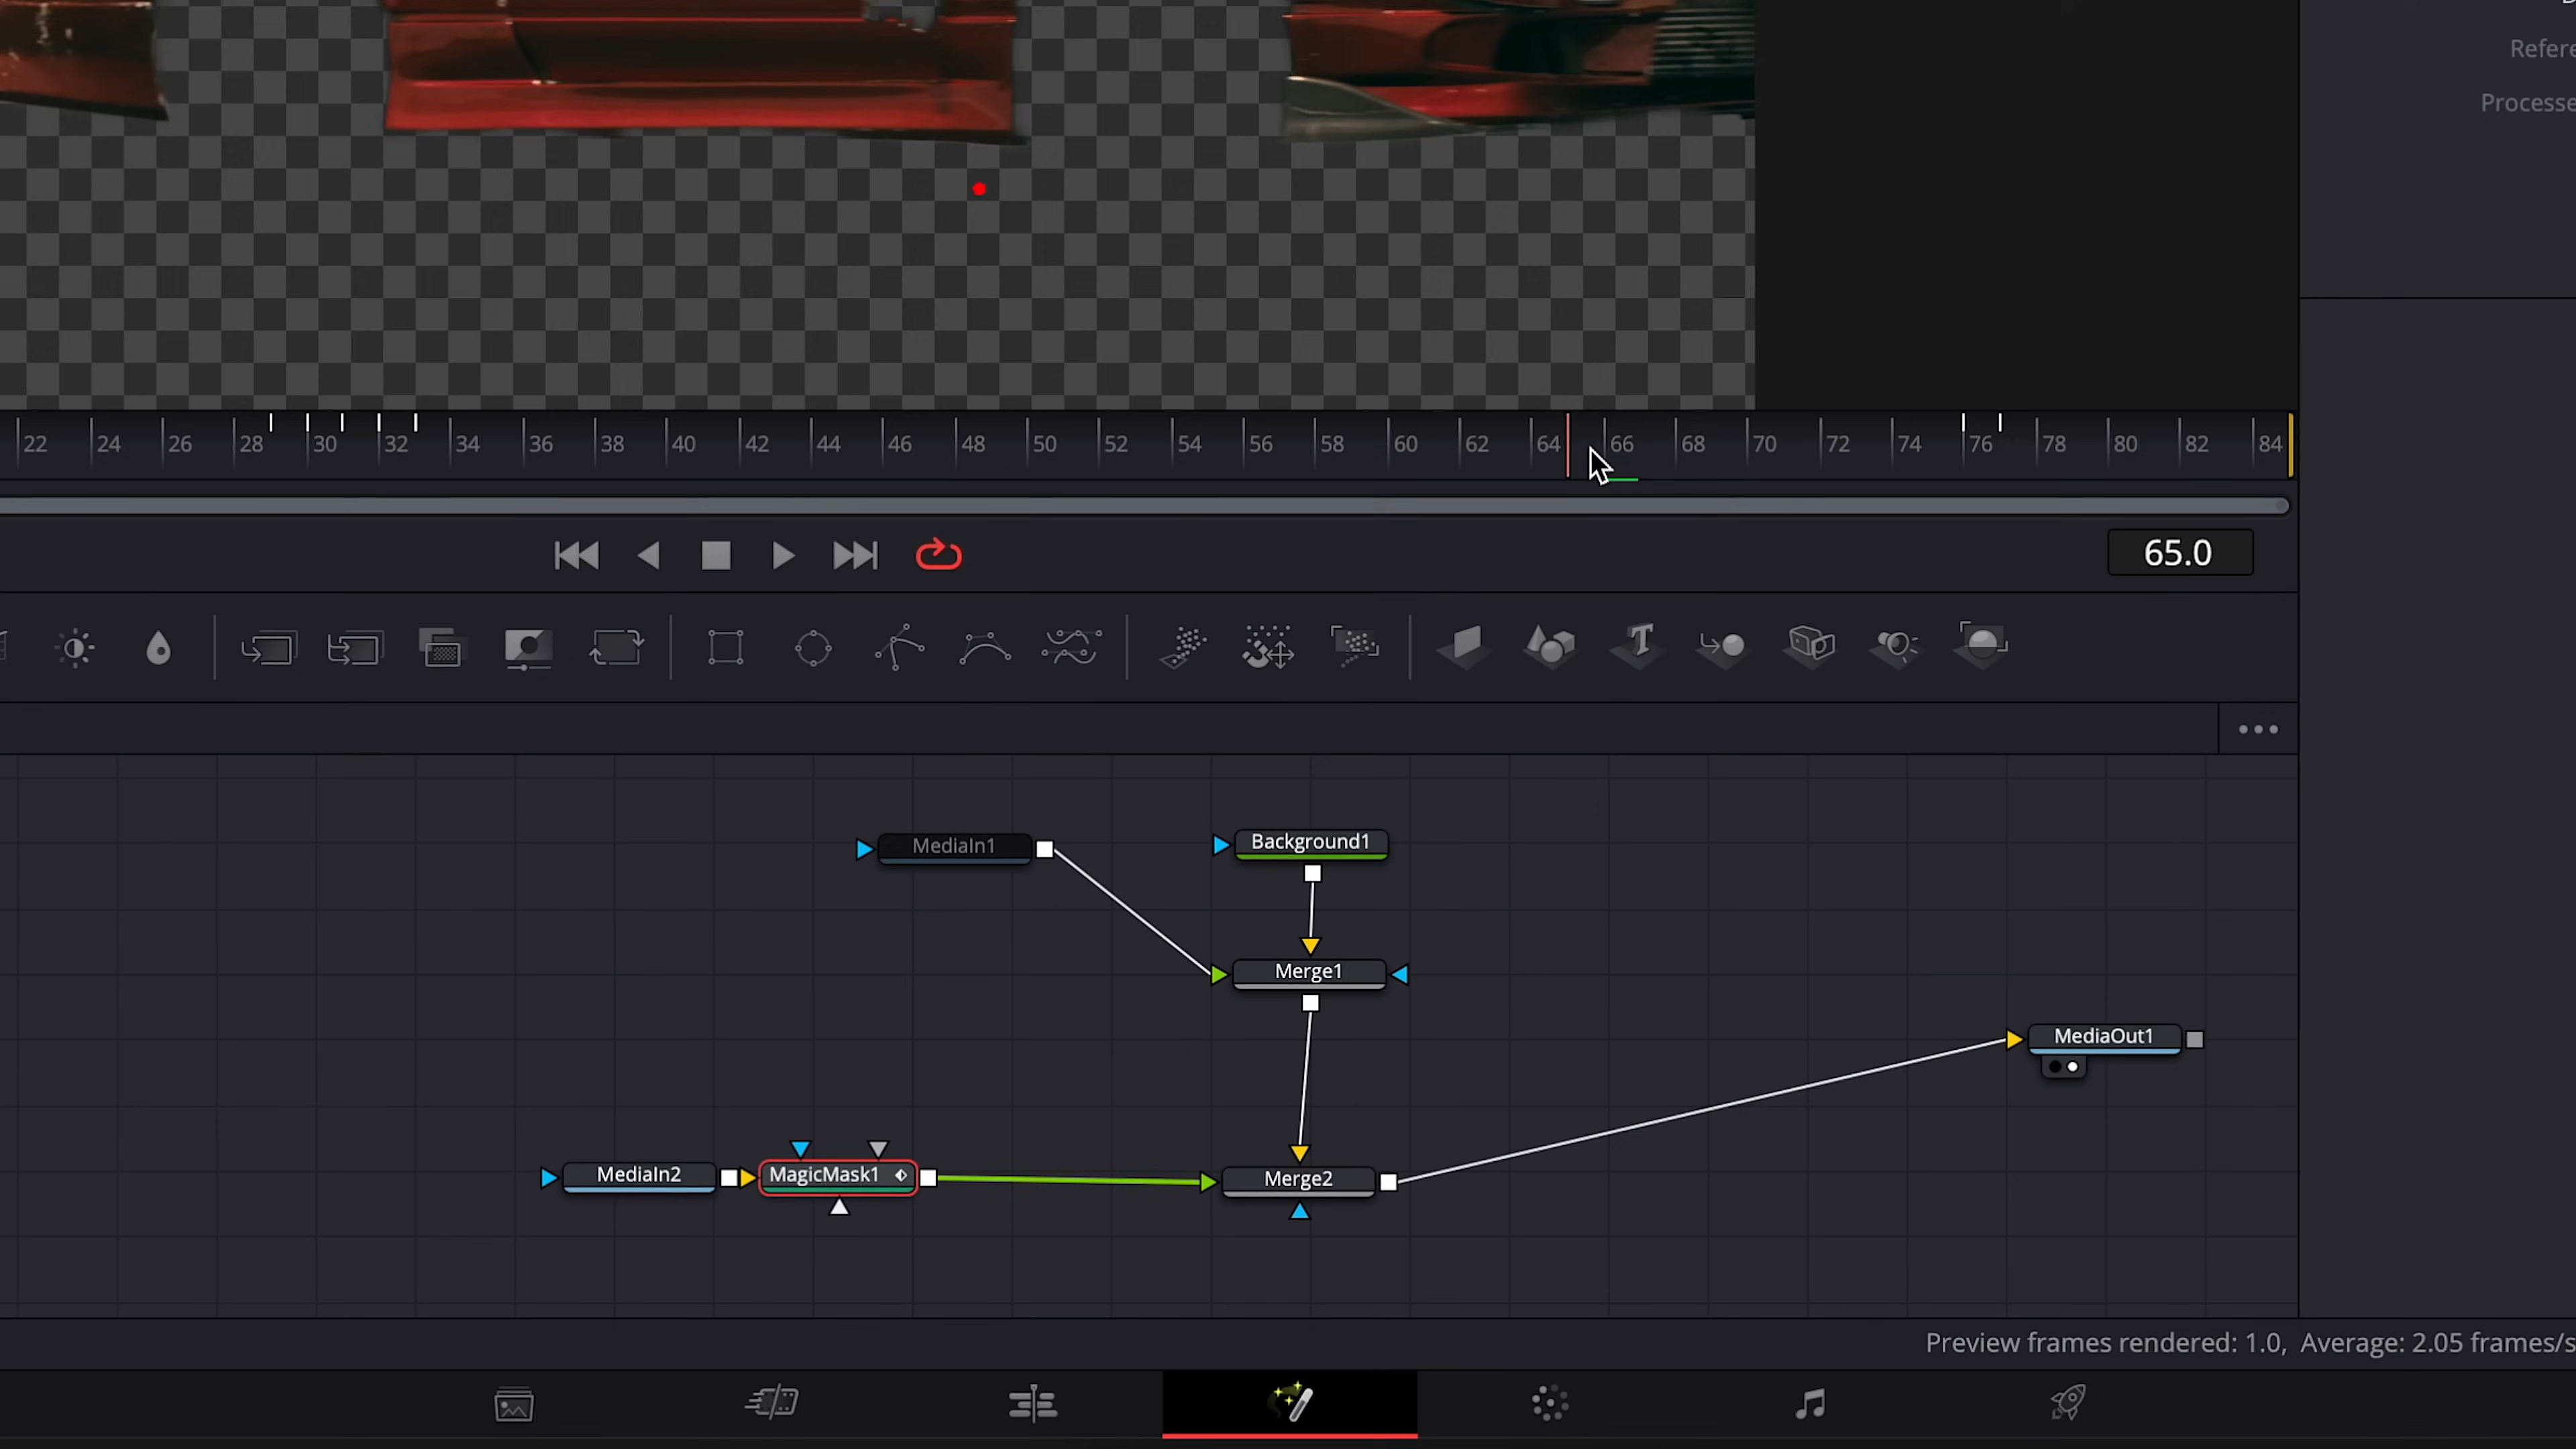 Refere
Processe
22 24 26 28 30 32 34 36 38 40 42 44 46 48 50 52 54 56 58 60 62 64 66 68 70 72 74 76 78 80 82 84
65.0
MediaIn1
Background1
Merge1
MediaOut1
MediaIn2
MagicMask1
Merge2
Preview frames rendered: 1.0, Average: 2.05 frames/s